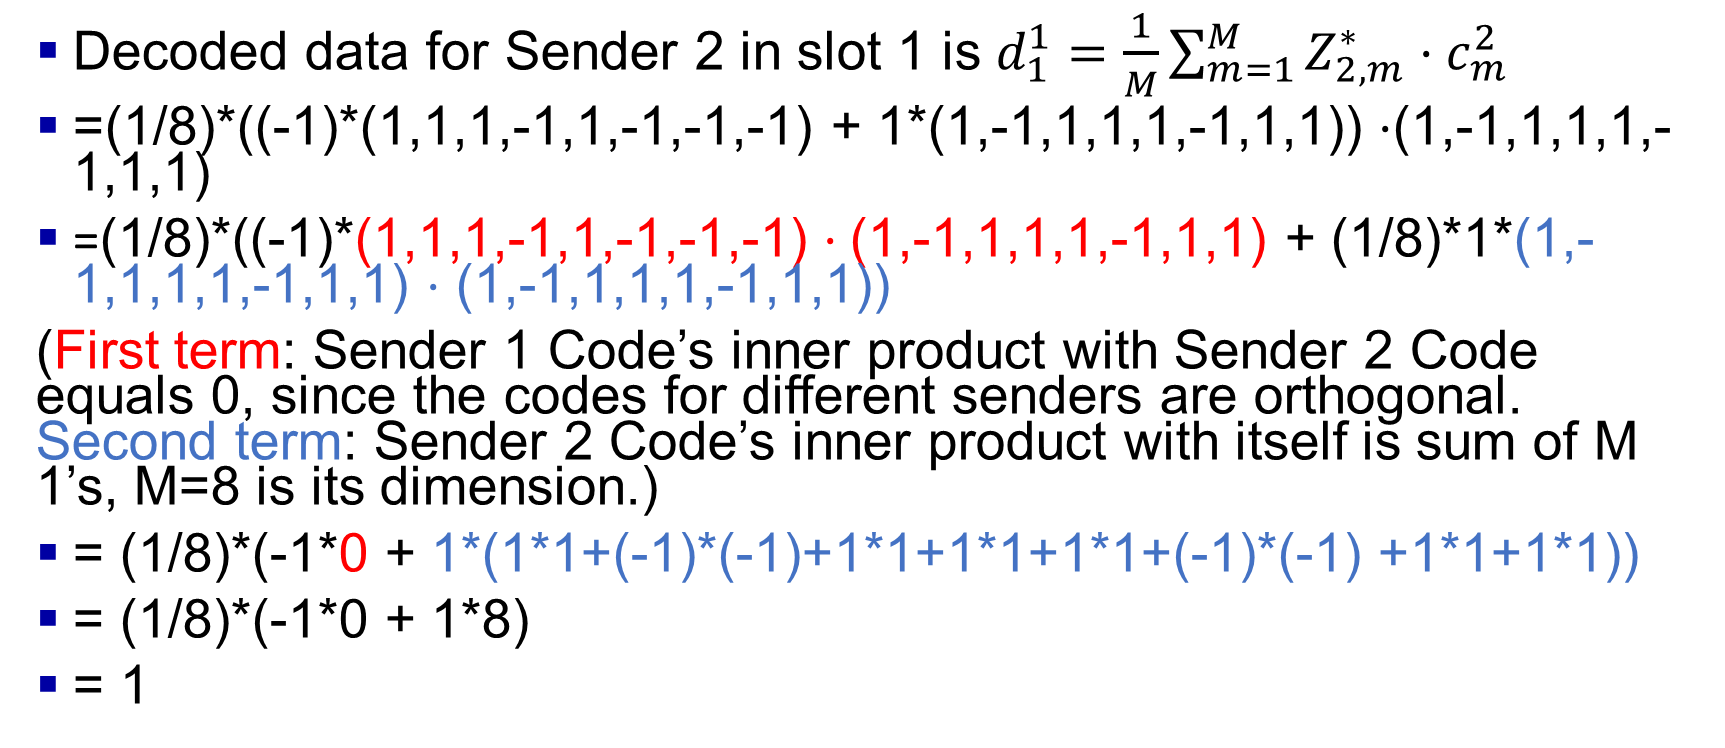 ▪ Decoded data for Sender 2 in slot 1 is $d_1^1 = \frac{1}{M}\sum_{m=1}^{M} Z_{2,m}^* \cdot c_m^2$
▪ =(1/8)*((-1)*(1,1,1,-1,1,-1,-1,-1) + 1*(1,-1,1,1,1,-1,1,1)) ·(1,-1,1,1,1,-
1,1,1)
▪ =(1/8)*((-1)*(1,1,1,-1,1,-1,-1,-1) · (1,-1,1,1,1,-1,1,1) + (1/8)*1*(1,-
1,1,1,1,-1,1,1) · (1,-1,1,1,1,-1,1,1))
(First term: Sender 1 Code’s inner product with Sender 2 Code
equals 0, since the codes for different senders are orthogonal.
Second term: Sender 2 Code’s inner product with itself is sum of M
1’s, M=8 is its dimension.)
▪ = (1/8)*(-1*0 + 1*(1*1+(-1)*(-1)+1*1+1*1+1*1+(-1)*(-1) +1*1+1*1))
▪ = (1/8)*(-1*0 + 1*8)
▪ = 1